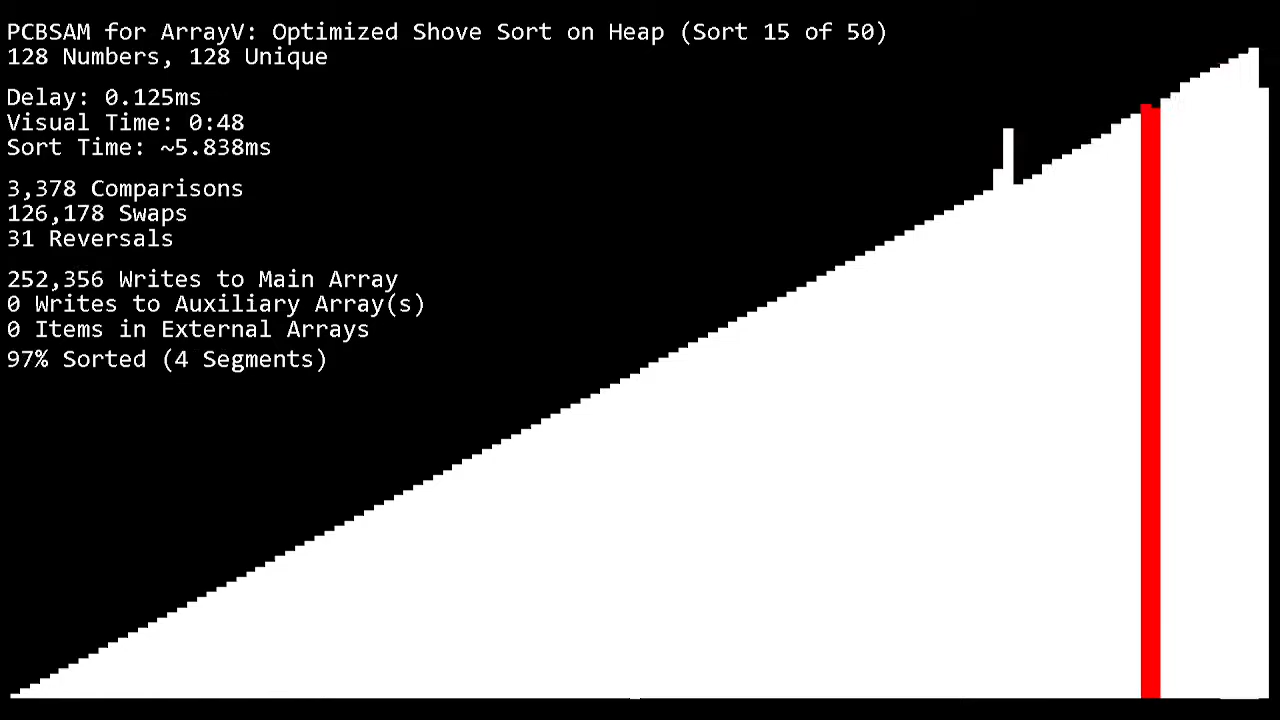 PCBSAM for ArrayV: Optimized Shove Sort on Heap (Sort 15 of 50)
128 Numbers, 128 Unique
Delay: 0.125ms
Visual Time: 0:48
Sort Time: ~5.838ms
3,378 Comparisons
126,178 Swaps
31 Reversals
252,356 Writes to Main Array
0 Writes to Auxiliary Array(s)
0 Items in External Arrays
97% Sorted (4 Segments)